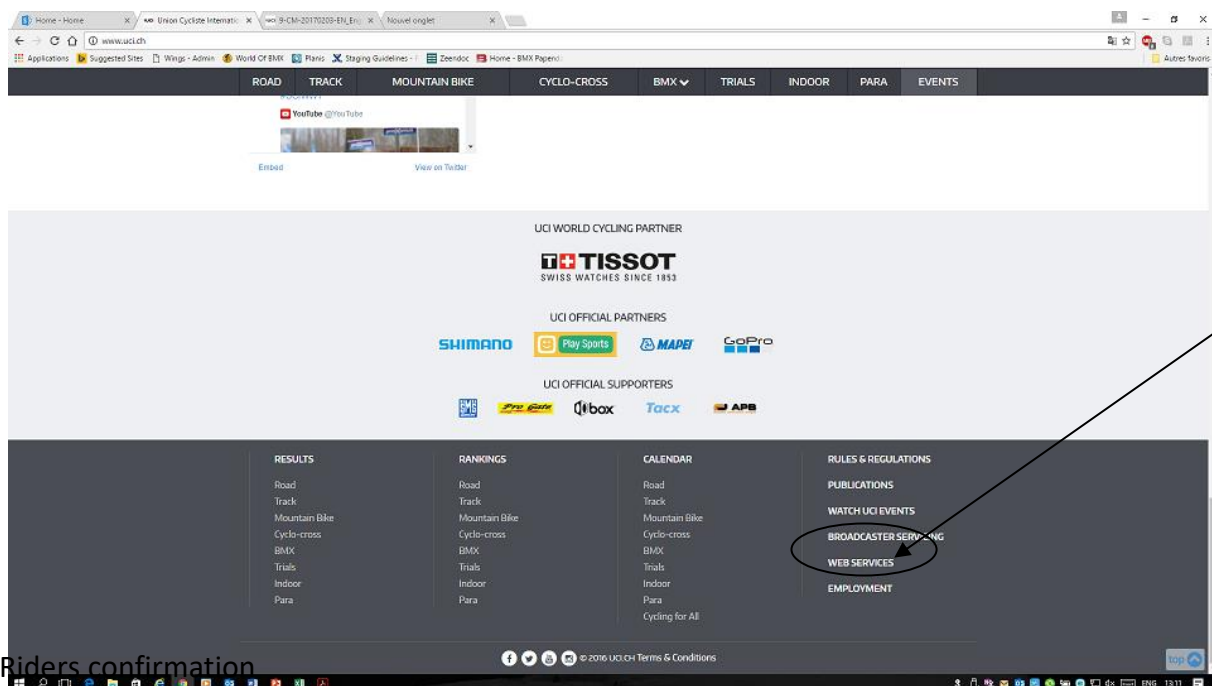 Home - Home
Union Cycliste Internatio
9-CM-20170203-EN_Eni
Nouvel onglet
www.uci.ch
Applications Suggested Sites Wings - Admin World Of BMX Planis Staging Guidelines - Zeendoc Home - BMX Papend
Autres favoris
ROAD TRACK MOUNTAIN BIKE CYCLO-CROSS BMX TRIALS INDOOR PARA EVENTS
YouTube @YouTube
Embed View on Twitter
UCI WORLD CYCLING PARTNER
TISSOT
SWISS WATCHES SINCE 1853
UCI OFFICIAL PARTNERS
SHIMANO Play Sports MAPEI GoPro
UCI OFFICIAL SUPPORTERS
Pro Gate box Tacx APB
RESULTS
Road
Track
Mountain Bike
Cyclo-cross
BMX
Trials
Indoor
Para
RANKINGS
Road
Track
Mountain Bike
Cyclo-cross
BMX
Trials
Indoor
Para
CALENDAR
Road
Track
Mountain Bike
Cyclo-cross
BMX
Trials
Indoor
Para
Cycling for All
RULES & REGULATIONS
PUBLICATIONS
WATCH UCI EVENTS
BROADCASTER SERVICING
WEB SERVICES
EMPLOYMENT
© 2016 UCI.CH Terms & Conditions
top
Riders confirmation
ENG 13:11